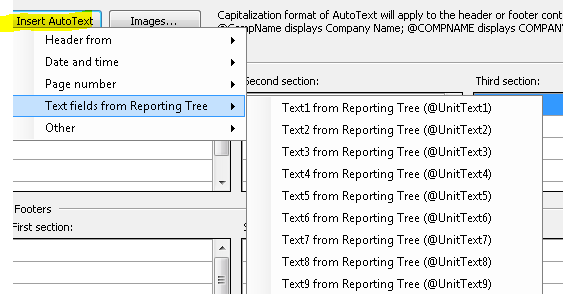 Insert AutoText
Images...
Capitalization format of AutoText will apply to the header or footer cont
@CompName displays Company Name; @COMPNAME displays COMPANY
Header from
Date and time
Page number
Text fields from Reporting Tree
Other
econd section:
Third section:
Text1 from Reporting Tree (@UnitText1)
Text2 from Reporting Tree (@UnitText2)
Text3 from Reporting Tree (@UnitText3)
Text4 from Reporting Tree (@UnitText4)
Text5 from Reporting Tree (@UnitText5)
Text6 from Reporting Tree (@UnitText6)
Text7 from Reporting Tree (@UnitText7)
Text8 from Reporting Tree (@UnitText8)
Text9 from Reporting Tree (@UnitText9)
Footers
First section:
S